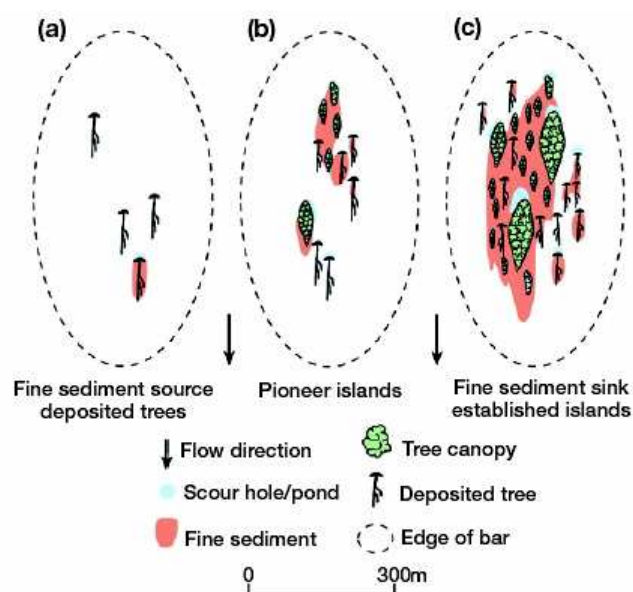 (a)
(b)
(c)
Fine sediment source
deposited trees
Pioneer islands
Fine sediment sink
established islands
Flow direction
Tree canopy
Scour hole/pond
Deposited tree
Fine sediment
Edge of bar
0
300m